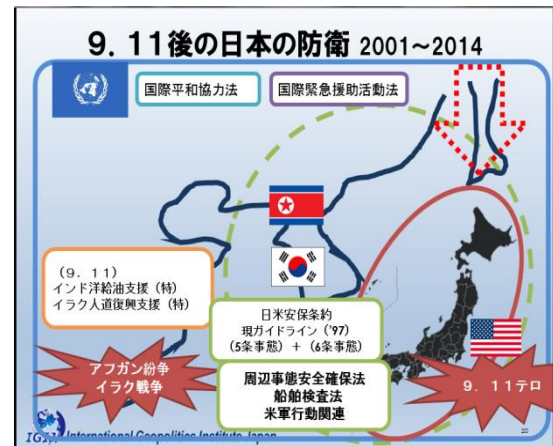 9．11後の日本の防衛 2001～2014
国際平和協力法
国際緊急援助活動法
（9．11）
インド洋給油支援（特）
イラク人道復興支援（特）
日米安保条約
現ガイドライン（'97）
(5条事態) ＋ (6条事態)
アフガン紛争
イラク戦争
周辺事態安全確保法
船舶検査法
米軍行動関連
9．11テロ
IGIJ International Geopolitics Institute Japan
20